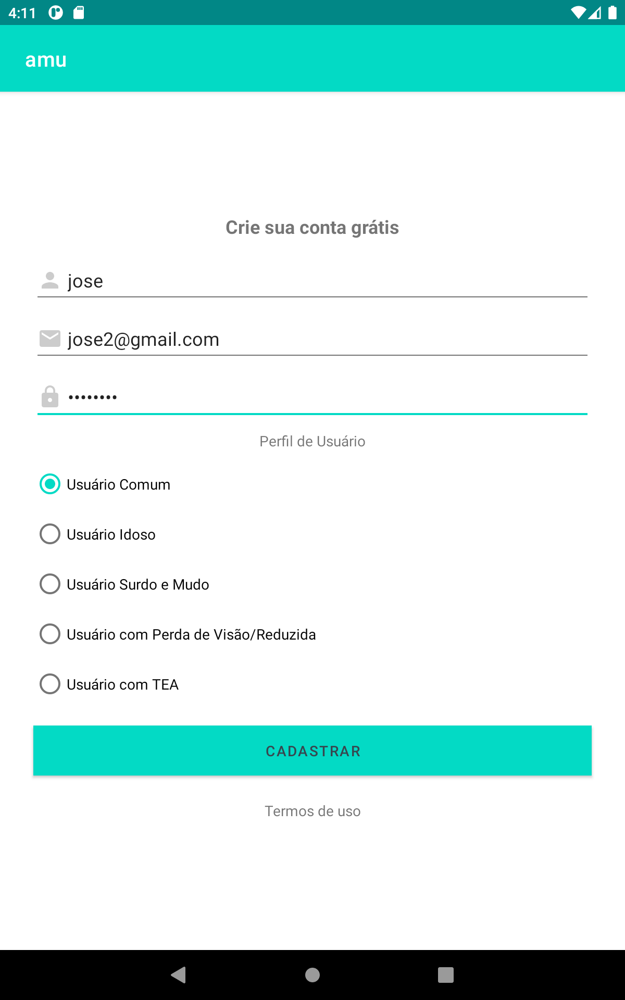 4:11
amu
Crie sua conta grátis
jose
jose2@gmail.com
••••••••
Perfil de Usuário
Usuário Comum
Usuário Idoso
Usuário Surdo e Mudo
Usuário com Perda de Visão/Reduzida
Usuário com TEA
CADASTRAR
Termos de uso